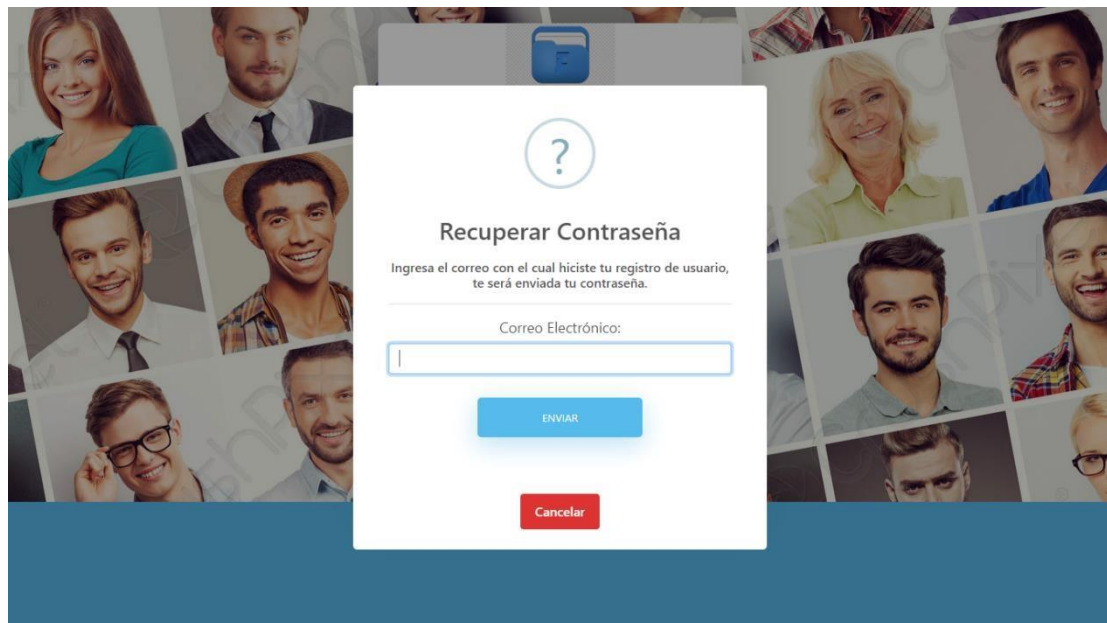 F
?
Recuperar Contraseña
Ingresa el correo con el cual hiciste tu registro de usuario,
te será enviada tu contraseña.
Correo Electrónico:
ENVIAR
Cancelar